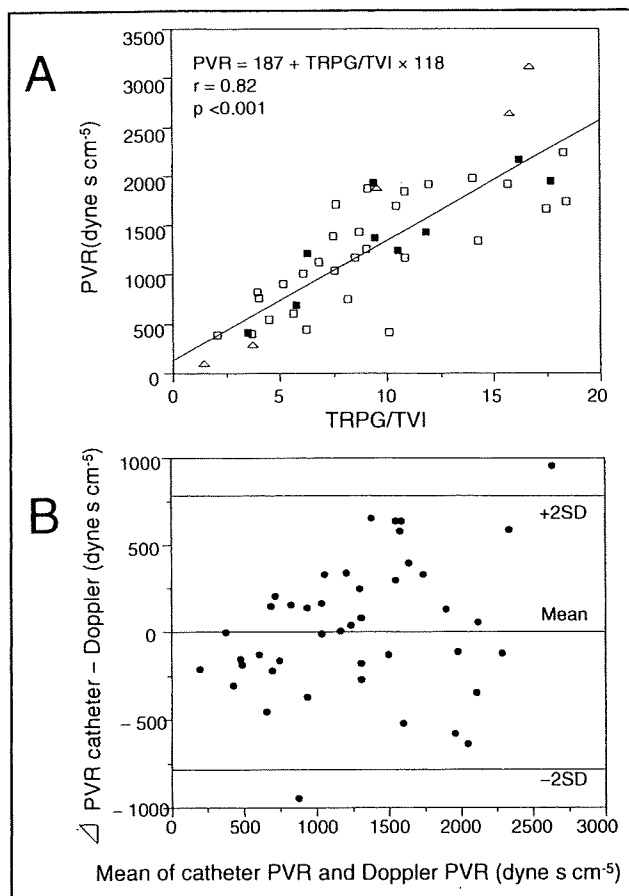 A
PVR = 187 + TRPG/TVI × 118
r = 0.82
p <0.001
PVR(dyne s cm-5)
3500
3000
2500
2000
1500
1000
500
0
0 5 10 15 20
TRPG/TVI
B
△ PVR catheter – Doppler (dyne s cm-5)
1000
500
0
– 500
– 1000
+2SD
Mean
–2SD
0 500 1000 1500 2000 2500 3000
Mean of catheter PVR and Doppler PVR (dyne s cm-5)